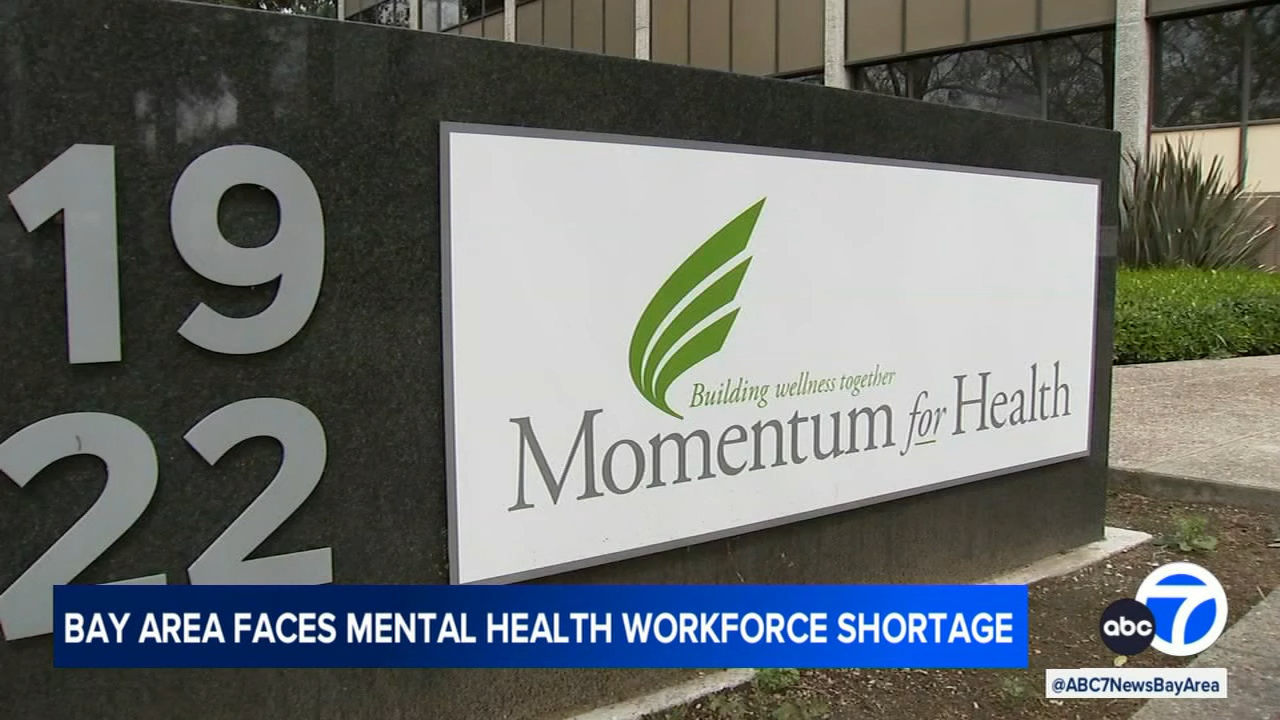 19
22
Building wellness together
Momentum for Health
BAY AREA FACES MENTAL HEALTH WORKFORCE SHORTAGE
abc 7
@ABC7NewsBayArea